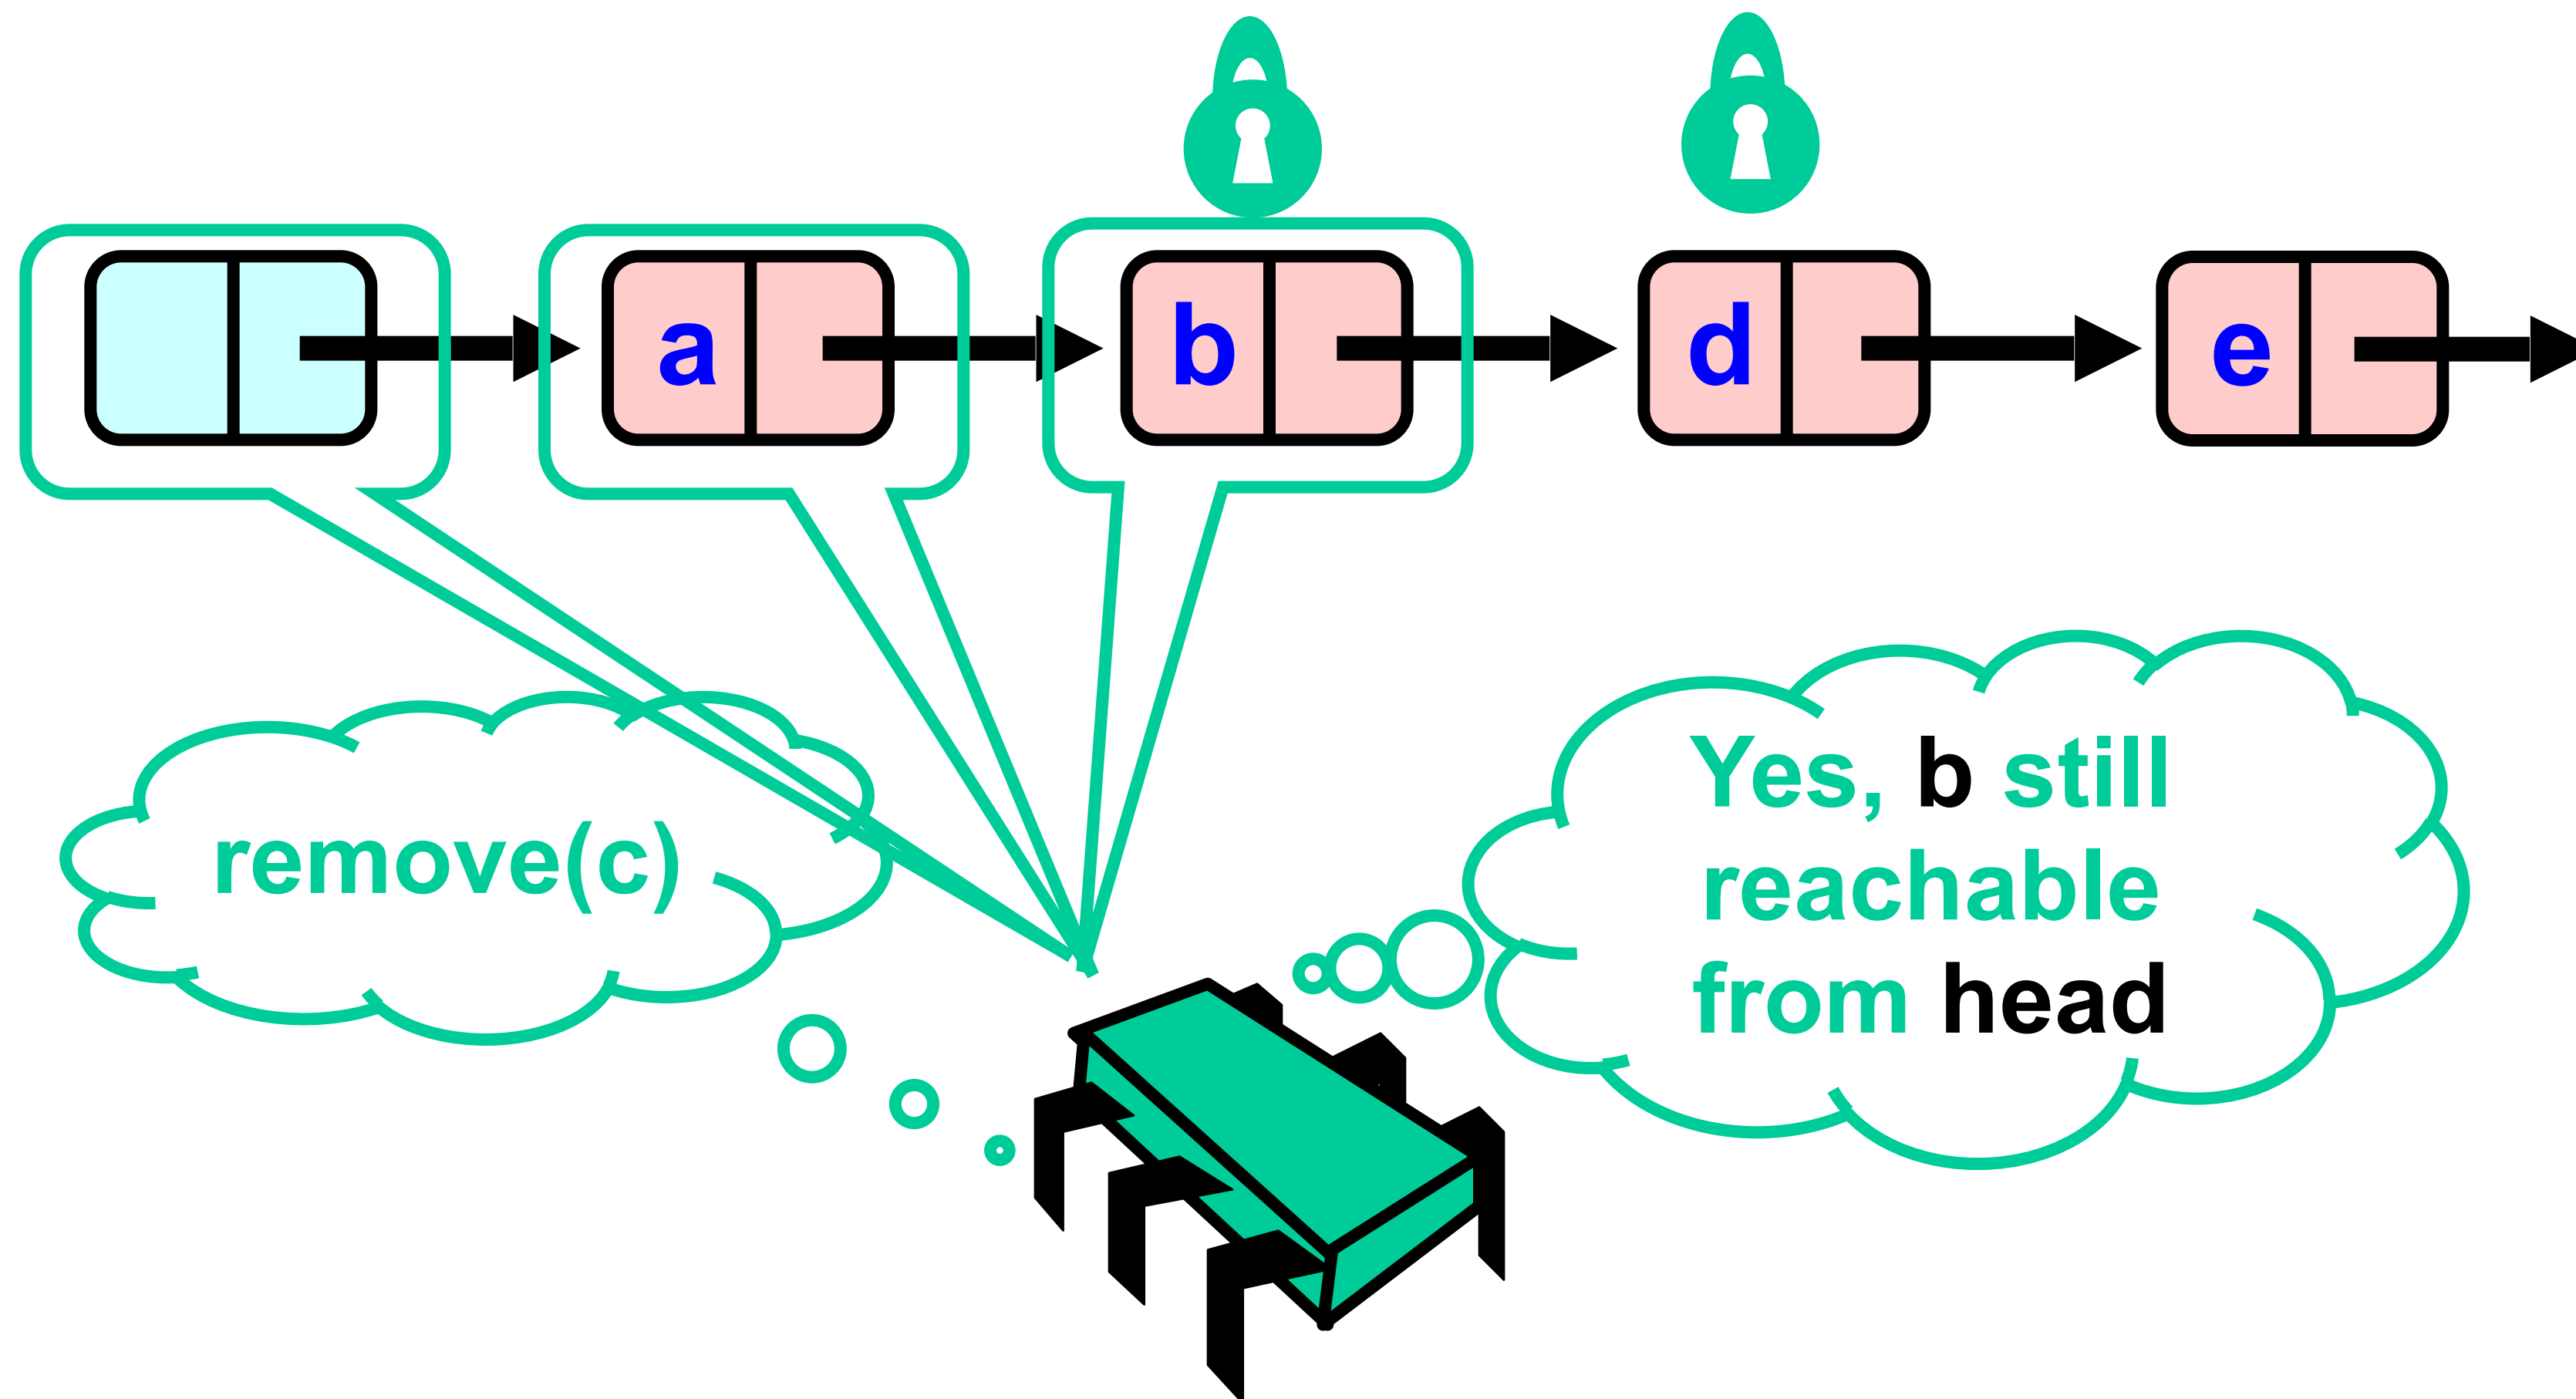 a
b
d
e
remove(c)
Yes, b still
reachable
from head